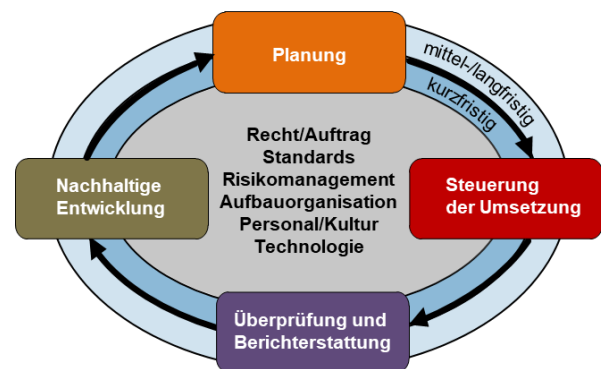 Planung
mittel-/langfristig
kurzfristig
Recht/Auftrag
Standards
Risikomanagement
Aufbauorganisation
Personal/Kultur
Technologie
Nachhaltige
Entwicklung
Steuerung
der Umsetzung
Überprüfung und
Berichterstattung